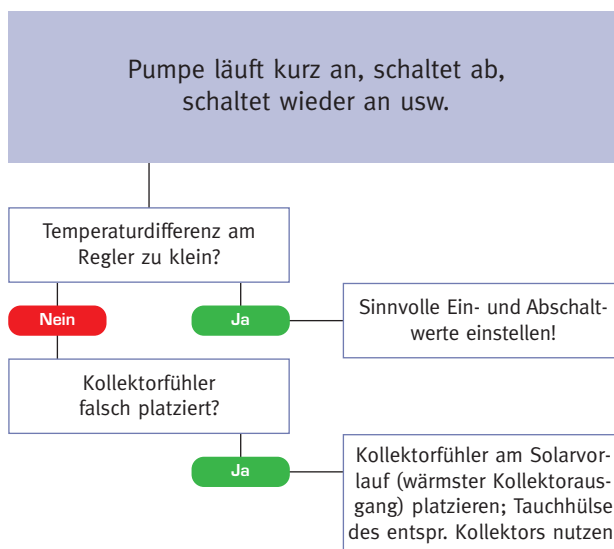 Pumpe läuft kurz an, schaltet ab,
schaltet wieder an usw.
Temperaturdifferenz am
Regler zu klein?
Nein
Ja
Sinnvolle Ein- und Abschalt-
werte einstellen!
Kollektorfühler
falsch platziert?
Ja
Kollektorfühler am Solarvor-
lauf (wärmster Kollektoraus-
gang) platzieren; Tauchhülse
des entspr. Kollektors nutzen